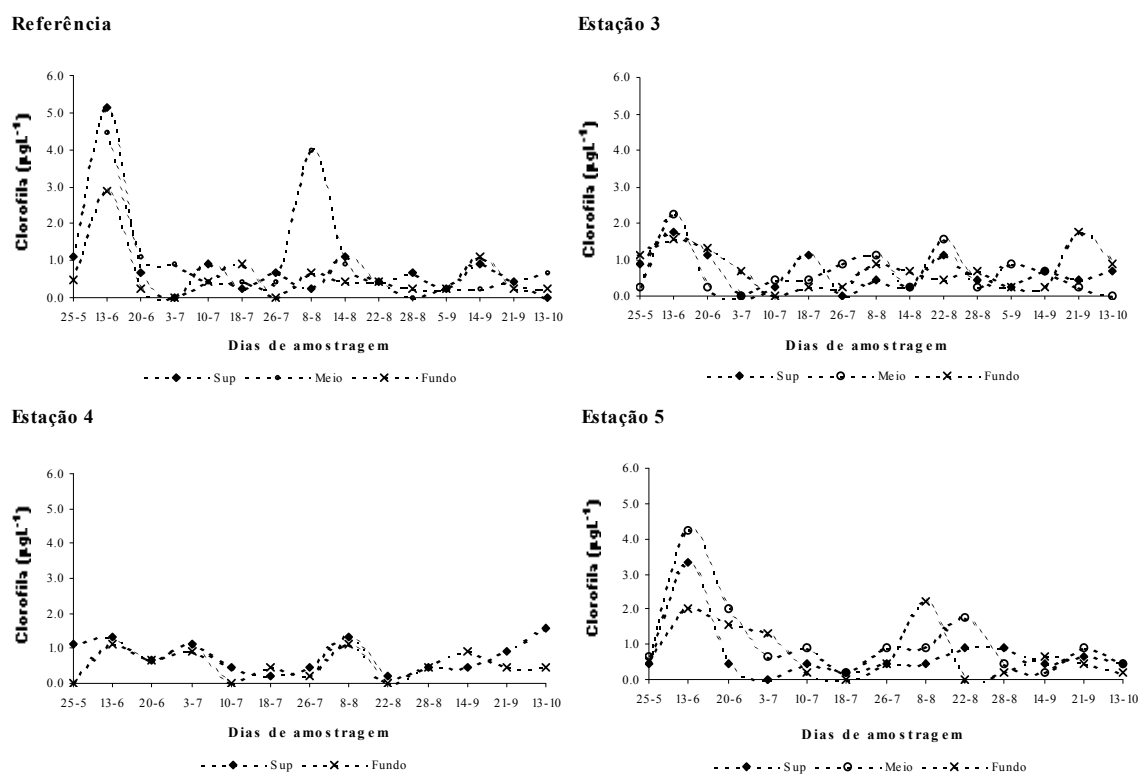 Referência
Clorofila (µgL⁻¹)
6.0
5.0
4.0
3.0
2.0
1.0
0.0
25-5 13-6 20-6 3-7 10-7 18-7 26-7 8-8 14-8 22-8 28-8 5-9 14-9 21-9 13-10
Dias de amostragem
Sup Meio Fundo
Estação 3
Clorofila (µgL⁻¹)
6.0
5.0
4.0
3.0
2.0
1.0
0.0
25-5 13-6 20-6 3-7 10-7 18-7 26-7 8-8 14-8 22-8 28-8 5-9 14-9 21-9 13-10
Dias de amostragem
Sup Meio Fundo
Estação 4
Clorofila (µgL⁻¹)
6.0
5.0
4.0
3.0
2.0
1.0
0.0
25-5 13-6 20-6 3-7 10-7 18-7 26-7 8-8 22-8 28-8 14-9 21-9 13-10
Dias de amostragem
Sup Fundo
Estação 5
Clorofila (µgL⁻¹)
6.0
5.0
4.0
3.0
2.0
1.0
0.0
25-5 13-6 20-6 3-7 10-7 18-7 26-7 8-8 22-8 28-8 14-9 21-9 13-10
Dias de amostragem
Sup Meio Fundo